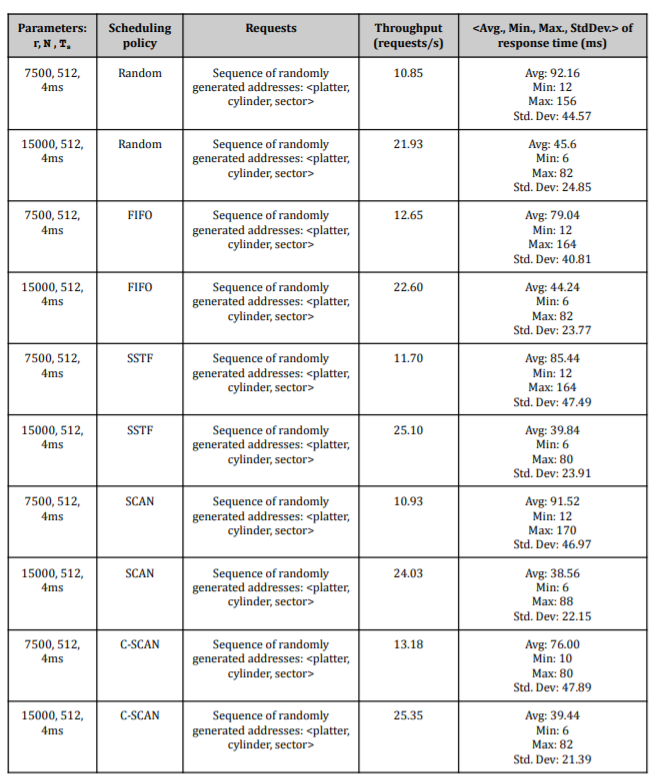 Parameters: r, N , Tₛ
Scheduling policy
Requests
Throughput (requests/s)
<Avg., Min., Max., StdDev.> of response time (ms)
7500, 512, 4ms
Random
Sequence of randomly generated addresses: <platter, cylinder, sector>
10.85
Avg: 92.16
Min: 12
Max: 156
Std. Dev: 44.57
15000, 512, 4ms
Random
Sequence of randomly generated addresses: <platter, cylinder, sector>
21.93
Avg: 45.6
Min: 6
Max: 82
Std. Dev: 24.85
7500, 512, 4ms
FIFO
Sequence of randomly generated addresses: <platter, cylinder, sector>
12.65
Avg: 79.04
Min: 12
Max: 164
Std. Dev: 40.81
15000, 512, 4ms
FIFO
Sequence of randomly generated addresses: <platter, cylinder, sector>
22.60
Avg: 44.24
Min: 6
Max: 82
Std. Dev: 23.77
7500, 512, 4ms
SSTF
Sequence of randomly generated addresses: <platter, cylinder, sector>
11.70
Avg: 85.44
Min: 12
Max: 164
Std. Dev: 47.49
15000, 512, 4ms
SSTF
Sequence of randomly generated addresses: <platter, cylinder, sector>
25.10
Avg: 39.84
Min: 6
Max: 80
Std. Dev: 23.91
7500, 512, 4ms
SCAN
Sequence of randomly generated addresses: <platter, cylinder, sector>
10.93
Avg: 91.52
Min: 12
Max: 170
Std. Dev: 46.97
15000, 512, 4ms
SCAN
Sequence of randomly generated addresses: <platter, cylinder, sector>
24.03
Avg: 38.56
Min: 6
Max: 88
Std. Dev: 22.15
7500, 512, 4ms
C-SCAN
Sequence of randomly generated addresses: <platter, cylinder, sector>
13.18
Avg: 76.00
Min: 10
Max: 80
Std. Dev: 47.89
15000, 512, 4ms
C-SCAN
Sequence of randomly generated addresses: <platter, cylinder, sector>
25.35
Avg: 39.44
Min: 6
Max: 82
Std. Dev: 21.39